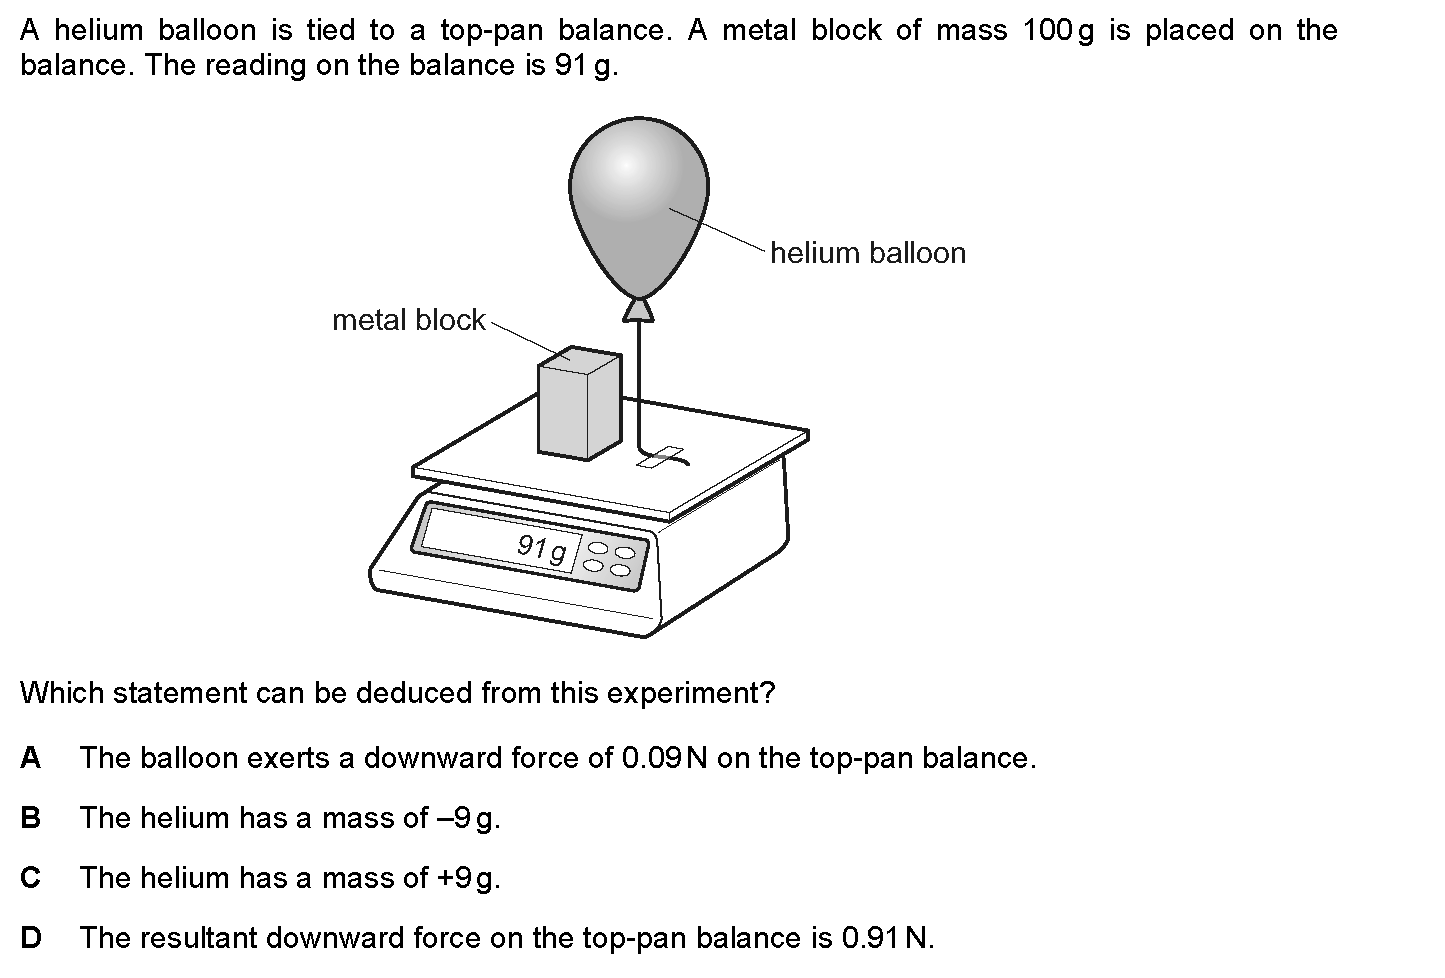 A helium balloon is tied to a top-pan balance. A metal block of mass 100 g is placed on the
balance. The reading on the balance is 91 g.
helium balloon
metal block
91 g
Which statement can be deduced from this experiment?
A The balloon exerts a downward force of 0.09 N on the top-pan balance.
B The helium has a mass of –9 g.
C The helium has a mass of +9 g.
D The resultant downward force on the top-pan balance is 0.91 N.